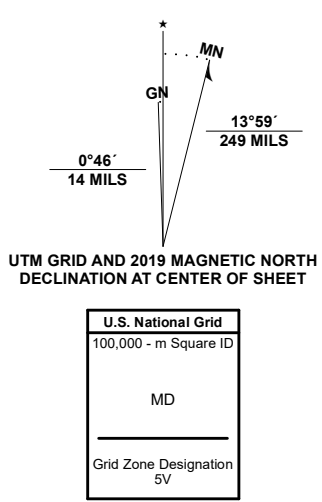 ★
MN
GN
13°59´
249 MILS
0°46´
14 MILS
UTM GRID AND 2019 MAGNETIC NORTH
DECLINATION AT CENTER OF SHEET
U.S. National Grid
100,000 - m Square ID
MD
Grid Zone Designation
5V